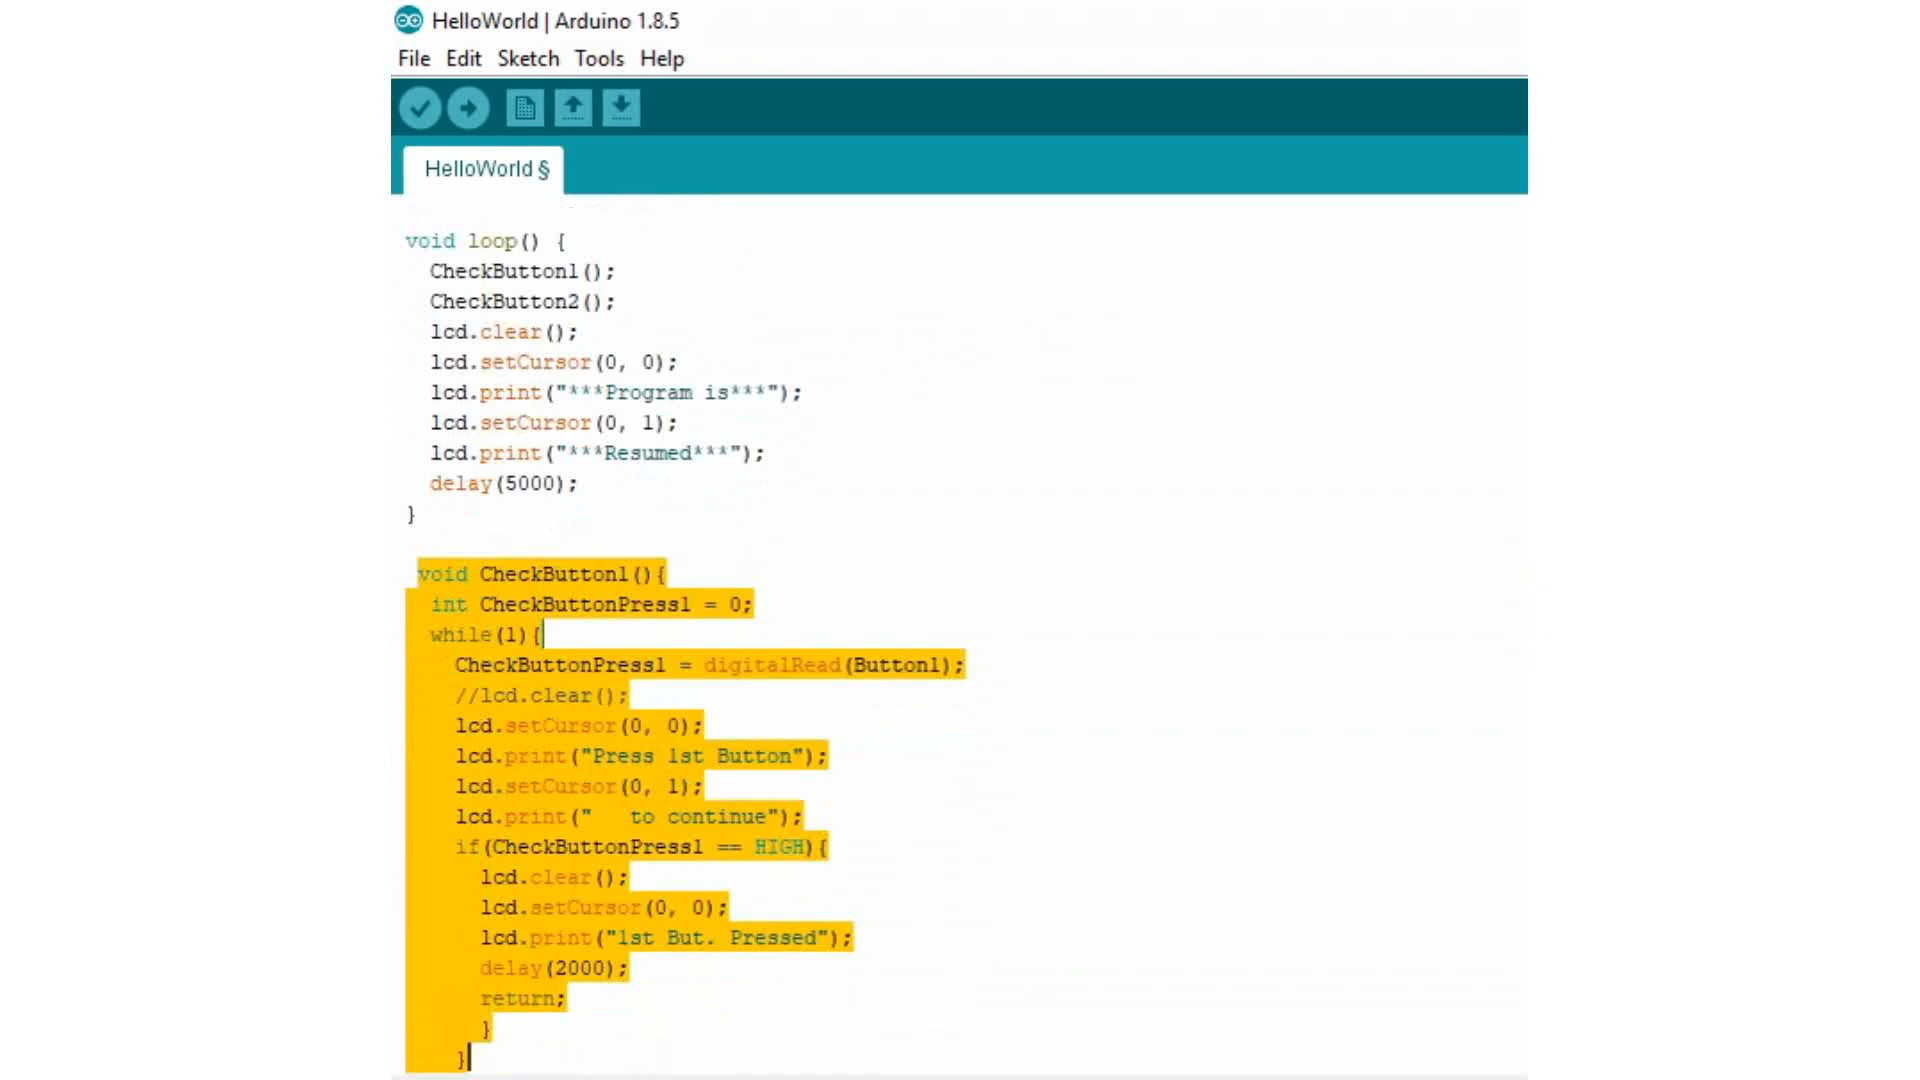 HelloWorld | Arduino 1.8.5
File Edit Sketch Tools Help
HelloWorld §
void loop() {
  CheckButton1();
  CheckButton2();
  lcd.clear();
  lcd.setCursor(0, 0);
  lcd.print("***Program is***");
  lcd.setCursor(0, 1);
  lcd.print("***Resumed***");
  delay(5000);
}
void CheckButton1(){
  int CheckButtonPress1 = 0;
  while(1){
    CheckButtonPress1 = digitalRead(Button1);
    //lcd.clear();
    lcd.setCursor(0, 0);
    lcd.print("Press 1st Button");
    lcd.setCursor(0, 1);
    lcd.print("   to continue");
    if(CheckButtonPress1 == HIGH){
      lcd.clear();
      lcd.setCursor(0, 0);
      lcd.print("1st But. Pressed");
      delay(2000);
      return;
      }
    }